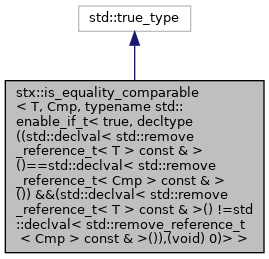 std::true_type
stx::is_equality_comparable
< T, Cmp, typename std::
enable_if_t< true, decltype
((std::declval< std::remove
_reference_t< T > const & >
()==std::declval< std::remove
_reference_t< Cmp > const & >
()) &&(std::declval< std::remove
_reference_t< T > const & >() !=std
::declval< std::remove_reference_t
< Cmp > const & >()),(void) 0)> >